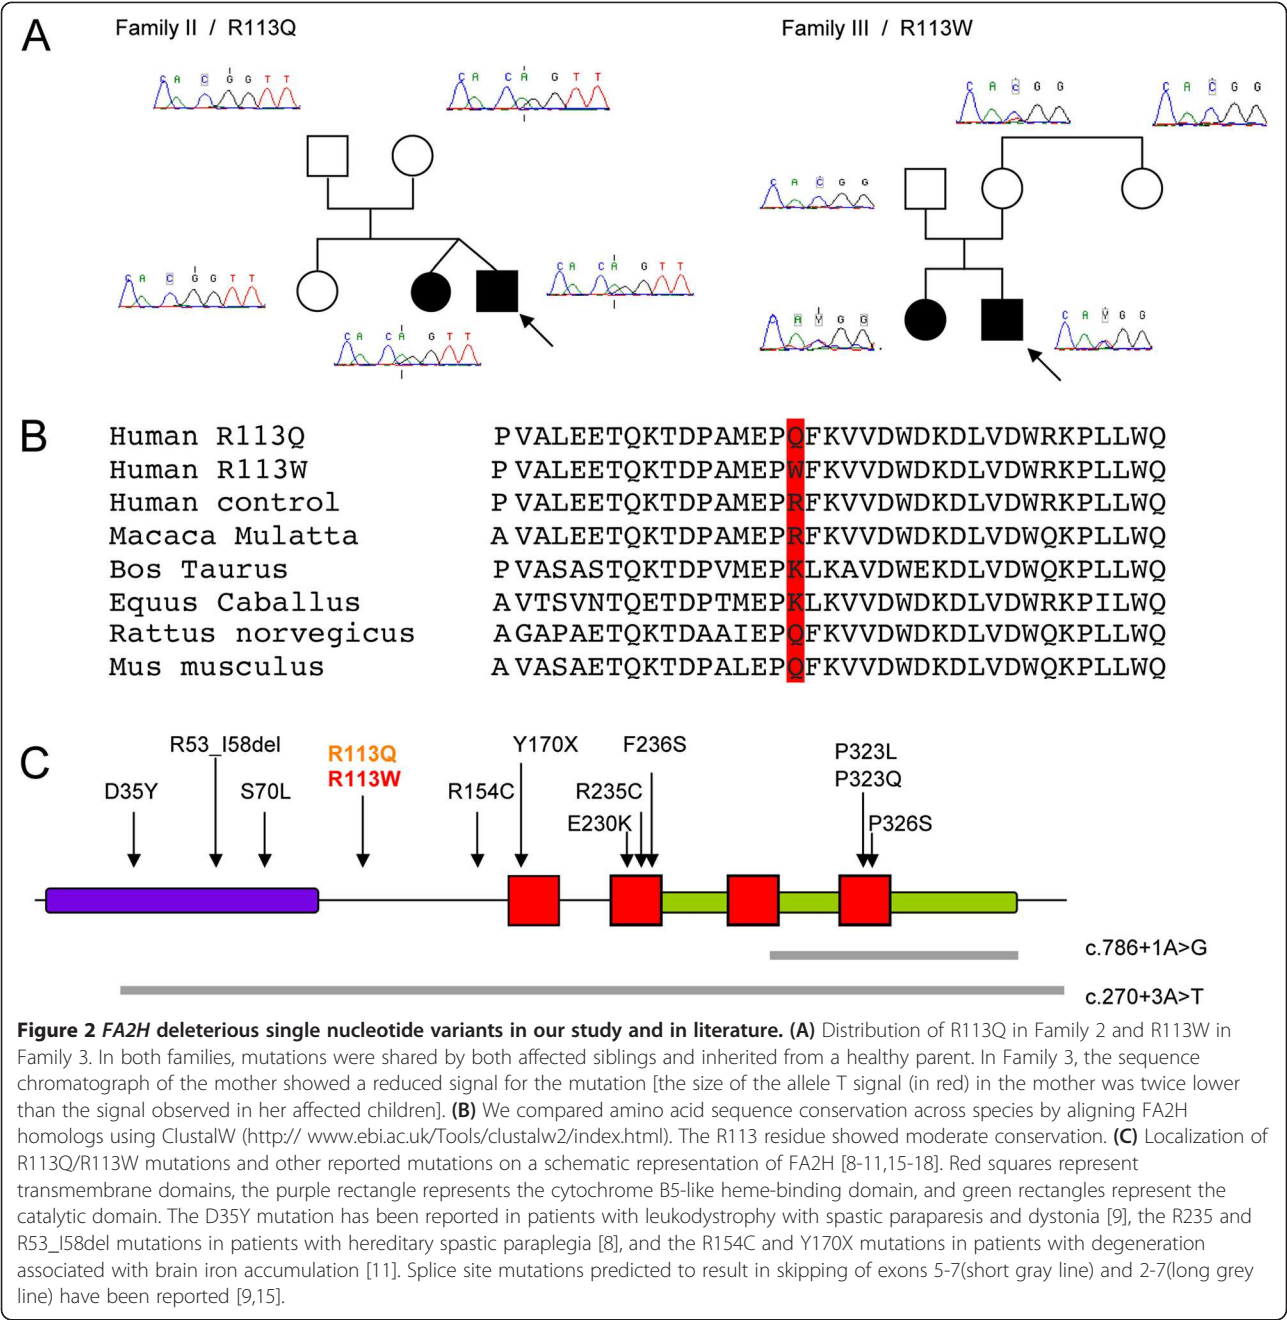 A
Family II / R113Q
Family III / R113W
C A C G G T T
C A C A G T T
C A C G G
C A C G G
C A C G G
C A C G G T T
C A C A G T T
C A C A G T T
A Y G G
C A Y G G
B
Human R113Q PVALEETQKTDPAMEPQFKVVDWDKDLVDWRKPLLWQ
Human R113W PVALEETQKTDPAMEPWFKVVDWDKDLVDWRKPLLWQ
Human control PVALEETQKTDPAMEPRFKVVDWDKDLVDWRKPLLWQ
Macaca Mulatta AVALEETQKTDPAMEPRFKVVDWDKDLVDWQKPLLWQ
Bos Taurus PVASASTQKTDPVMEPKLKAVDWEKDLVDWQKPLLWQ
Equus Caballus AVTSVNTQETDPTMEPKLKVVDWDKDLVDWRKPILWQ
Rattus norvegicus AGAPAETQKTDAAIEPQFKVVDWDKDLVDWQKPLLWQ
Mus musculus AVASAETQKTDPALEPQFKVVDWDKDLVDWQKPLLWQ
C
R53_I58del
R113Q
Y170X
F236S
P323L
D35Y
S70L
R113W
R154C
R235C
P323Q
E230K
P326S
c.786+1A>G
c.270+3A>T
Figure 2 FA2H deleterious single nucleotide variants in our study and in literature. (A) Distribution of R113Q in Family 2 and R113W in
Family 3. In both families, mutations were shared by both affected siblings and inherited from a healthy parent. In Family 3, the sequence
chromatograph of the mother showed a reduced signal for the mutation [the size of the allele T signal (in red) in the mother was twice lower
than the signal observed in her affected children]. (B) We compared amino acid sequence conservation across species by aligning FA2H
homologs using ClustalW (http:// www.ebi.ac.uk/Tools/clustalw2/index.html). The R113 residue showed moderate conservation. (C) Localization of
R113Q/R113W mutations and other reported mutations on a schematic representation of FA2H [8-11,15-18]. Red squares represent
transmembrane domains, the purple rectangle represents the cytochrome B5-like heme-binding domain, and green rectangles represent the
catalytic domain. The D35Y mutation has been reported in patients with leukodystrophy with spastic paraparesis and dystonia [9], the R235 and
R53_I58del mutations in patients with hereditary spastic paraplegia [8], and the R154C and Y170X mutations in patients with degeneration
associated with brain iron accumulation [11]. Splice site mutations predicted to result in skipping of exons 5-7(short gray line) and 2-7(long grey
line) have been reported [9,15].